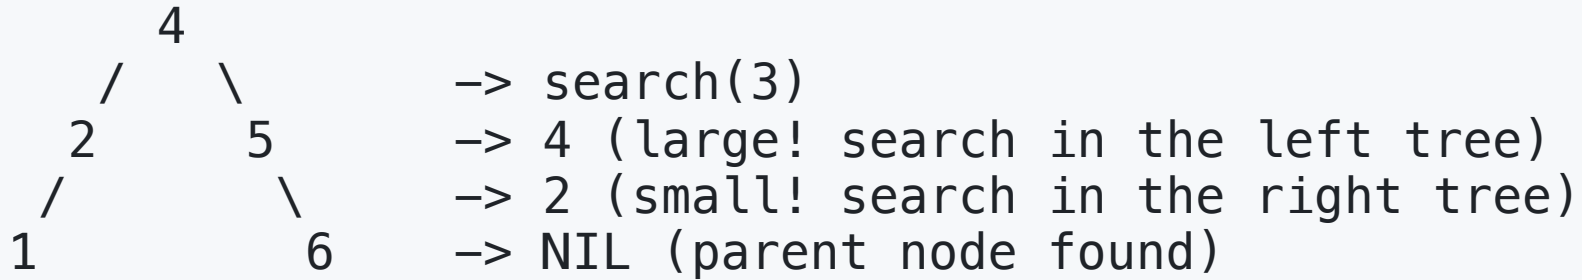 4
/ \ −> search(3)
2 5 −> 4 (large! search in the left tree)
/ \ −> 2 (small! search in the right tree)
1 6 −> NIL (parent node found)